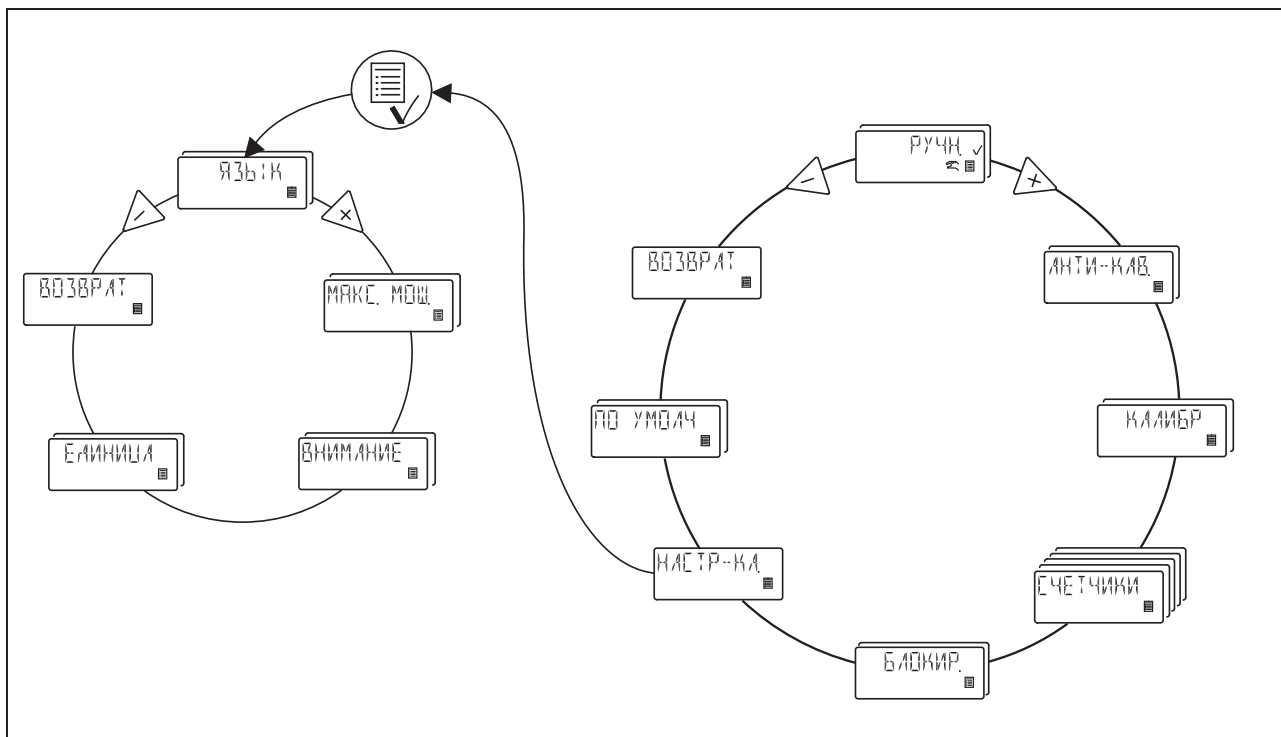 ЯЗЫК
ВОЗВРАТ
МАКС. МОЩ.
ЕДИНИЦА
ВНИМАНИЕ
РУЧН.
ВОЗВРАТ
АНТИ-КАВ.
ПО УМОЛЧ
КАЛИБР
НАСТР-КА.
СЧЕТЧИКИ
БЛОКИР.